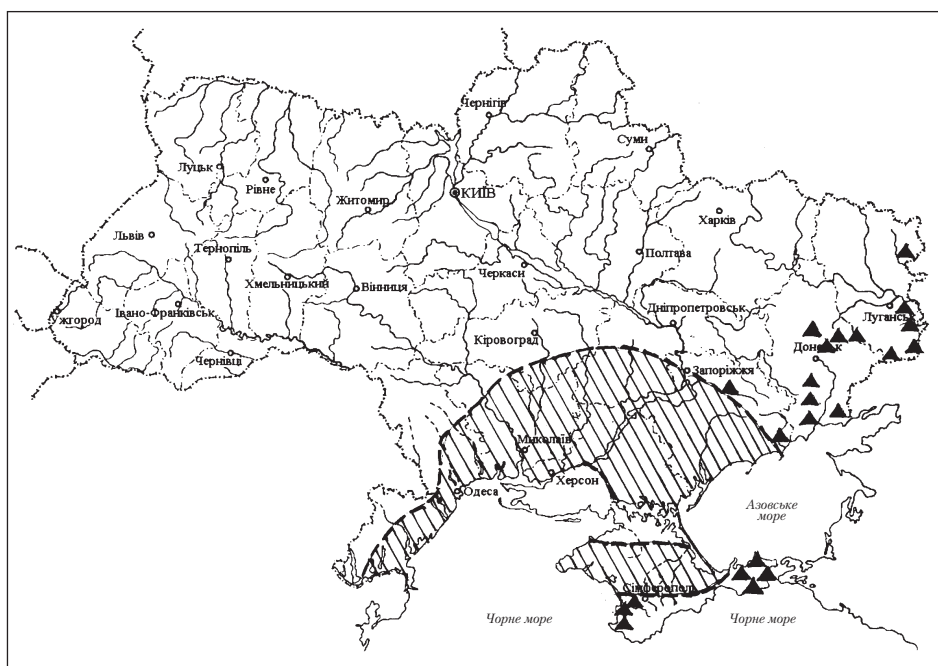 Чернігів
Суми
Луцьк
Рівне
КИЇВ
Житомир
Харків
Львів
Тернопіль
Полтава
Черкаси
Хмельницький
Вінниця
Івано-Франківськ
Ужгород
Дніпропетровськ
Луганськ
Кіровоград
Донецьк
Чернівці
Запоріжжя
Миколаїв
Херсон
Одеса
Азовське
море
Сімферополь
Чорне море
Чорне море